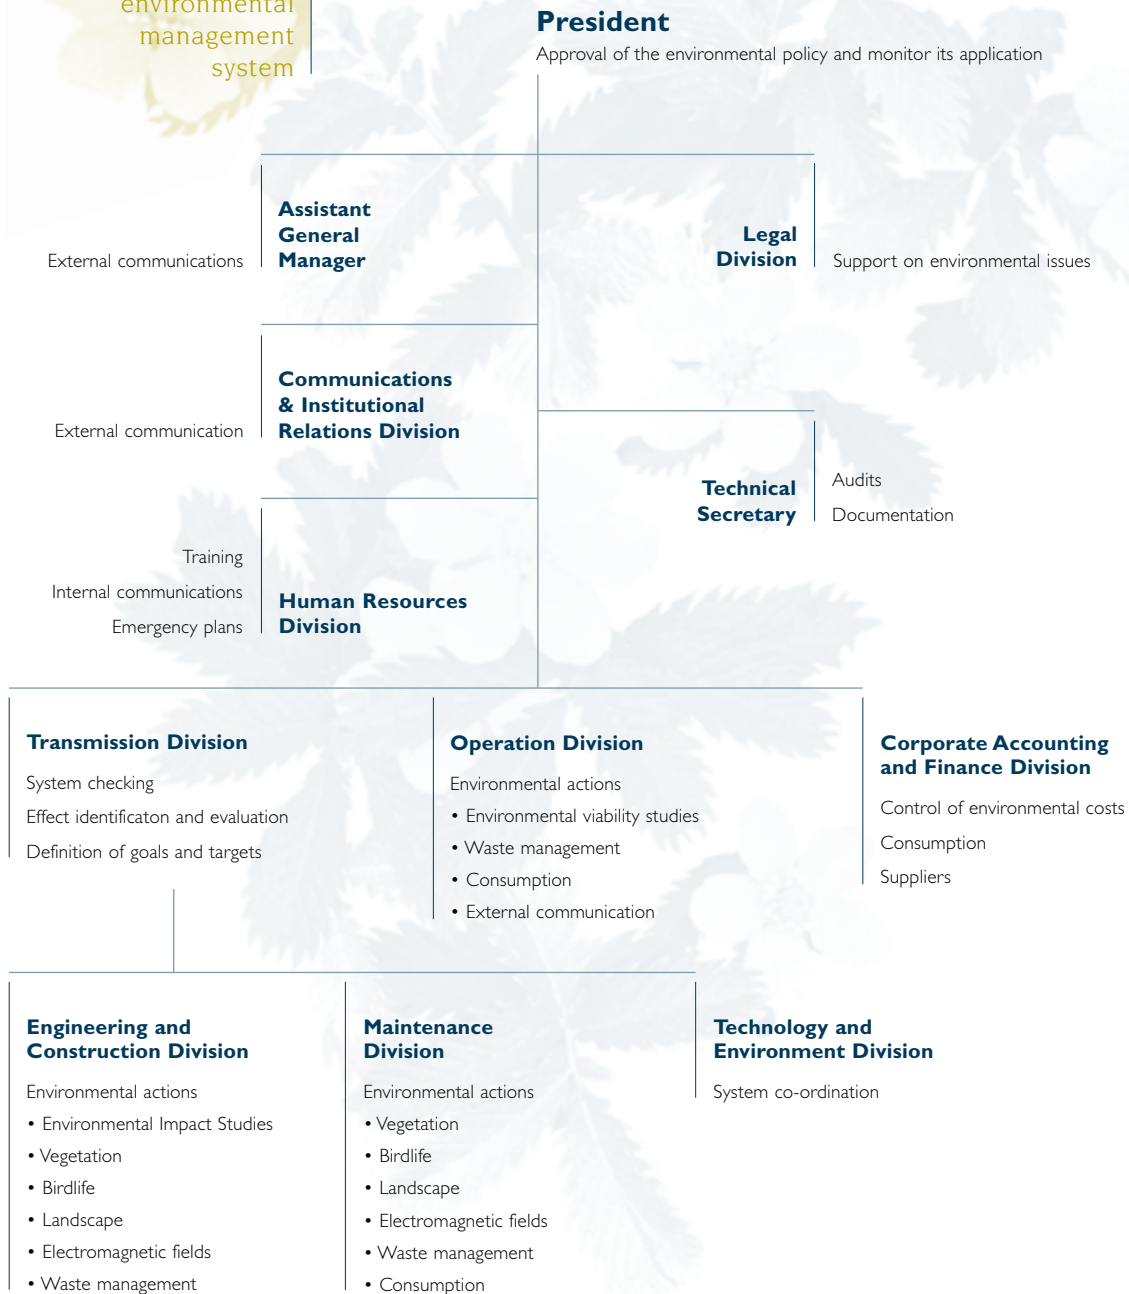 environmental
management
system
President
Approval of the environmental policy and monitor its application
Assistant
General
Manager
External communications
Legal
Division
Support on environmental issues
Communications
& Institutional
Relations Division
External communication
Technical
Secretary
Audits
Documentation
Training
Internal communications
Emergency plans
Human Resources
Division
Transmission Division
System checking
Effect identificaton and evaluation
Definition of goals and targets
Operation Division
Environmental actions
• Environmental viability studies
• Waste management
• Consumption
• External communication
Corporate Accounting
and Finance Division
Control of environmental costs
Consumption
Suppliers
Engineering and
Construction Division
Environmental actions
• Environmental Impact Studies
• Vegetation
• Birdlife
• Landscape
• Electromagnetic fields
• Waste management
Maintenance
Division
Environmental actions
• Vegetation
• Birdlife
• Landscape
• Electromagnetic fields
• Waste management
• Consumption
Technology and
Environment Division
System co-ordination